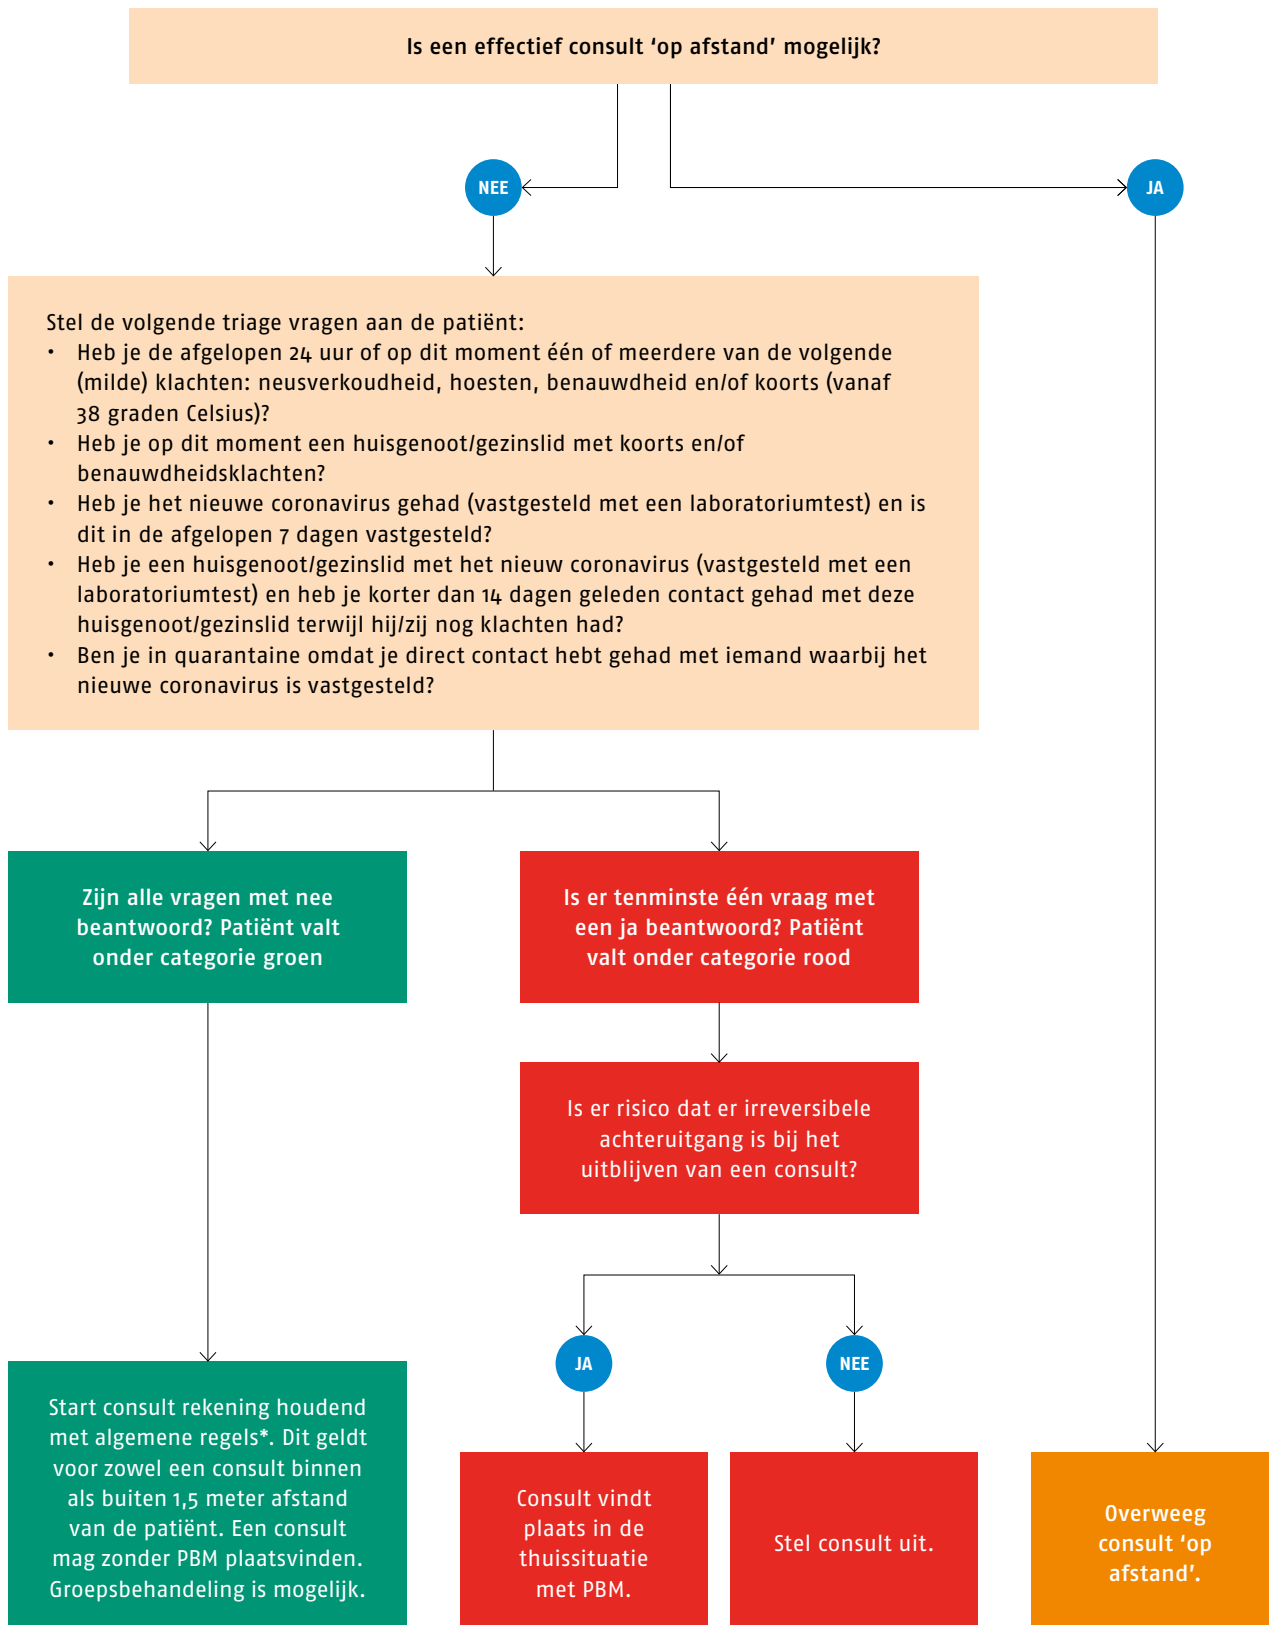 Is een effectief consult ‘op afstand’ mogelijk?
NEE
JA
Stel de volgende triage vragen aan de patiënt:
• Heb je de afgelopen 24 uur of op dit moment één of meerdere van de volgende
(milde) klachten: neusverkoudheid, hoesten, benauwdheid en/of koorts (vanaf
38 graden Celsius)?
• Heb je op dit moment een huisgenoot/gezinslid met koorts en/of
benauwdheidsklachten?
• Heb je het nieuwe coronavirus gehad (vastgesteld met een laboratoriumtest) en is
dit in de afgelopen 7 dagen vastgesteld?
• Heb je een huisgenoot/gezinslid met het nieuw coronavirus (vastgesteld met een
laboratoriumtest) en heb je korter dan 14 dagen geleden contact gehad met deze
huisgenoot/gezinslid terwijl hij/zij nog klachten had?
• Ben je in quarantaine omdat je direct contact hebt gehad met iemand waarbij het
nieuwe coronavirus is vastgesteld?
Zijn alle vragen met nee
beantwoord? Patiënt valt
onder categorie groen
Is er tenminste één vraag met
een ja beantwoord? Patiënt
valt onder categorie rood
Is er risico dat er irreversibele
achteruitgang is bij het
uitblijven van een consult?
JA
NEE
Start consult rekening houdend
met algemene regels*. Dit geldt
voor zowel een consult binnen
als buiten 1,5 meter afstand
van de patiënt. Een consult
mag zonder PBM plaatsvinden.
Groepsbehandeling is mogelijk.
Consult vindt
plaats in de
thuissituatie
met PBM.
Stel consult uit.
Overweeg
consult ‘op
afstand’.